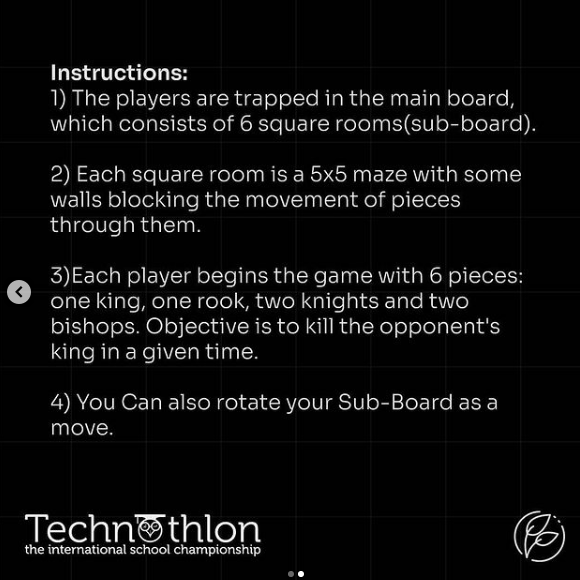 Instructions:
1) The players are trapped in the main board,
which consists of 6 square rooms(sub-board).
2) Each square room is a 5x5 maze with some
walls blocking the movement of pieces
through them.
3)Each player begins the game with 6 pieces:
one king, one rook, two knights and two
bishops. Objective is to kill the opponent's
king in a given time.
4) You Can also rotate your Sub-Board as a
move.
Technothlon
the international school championship